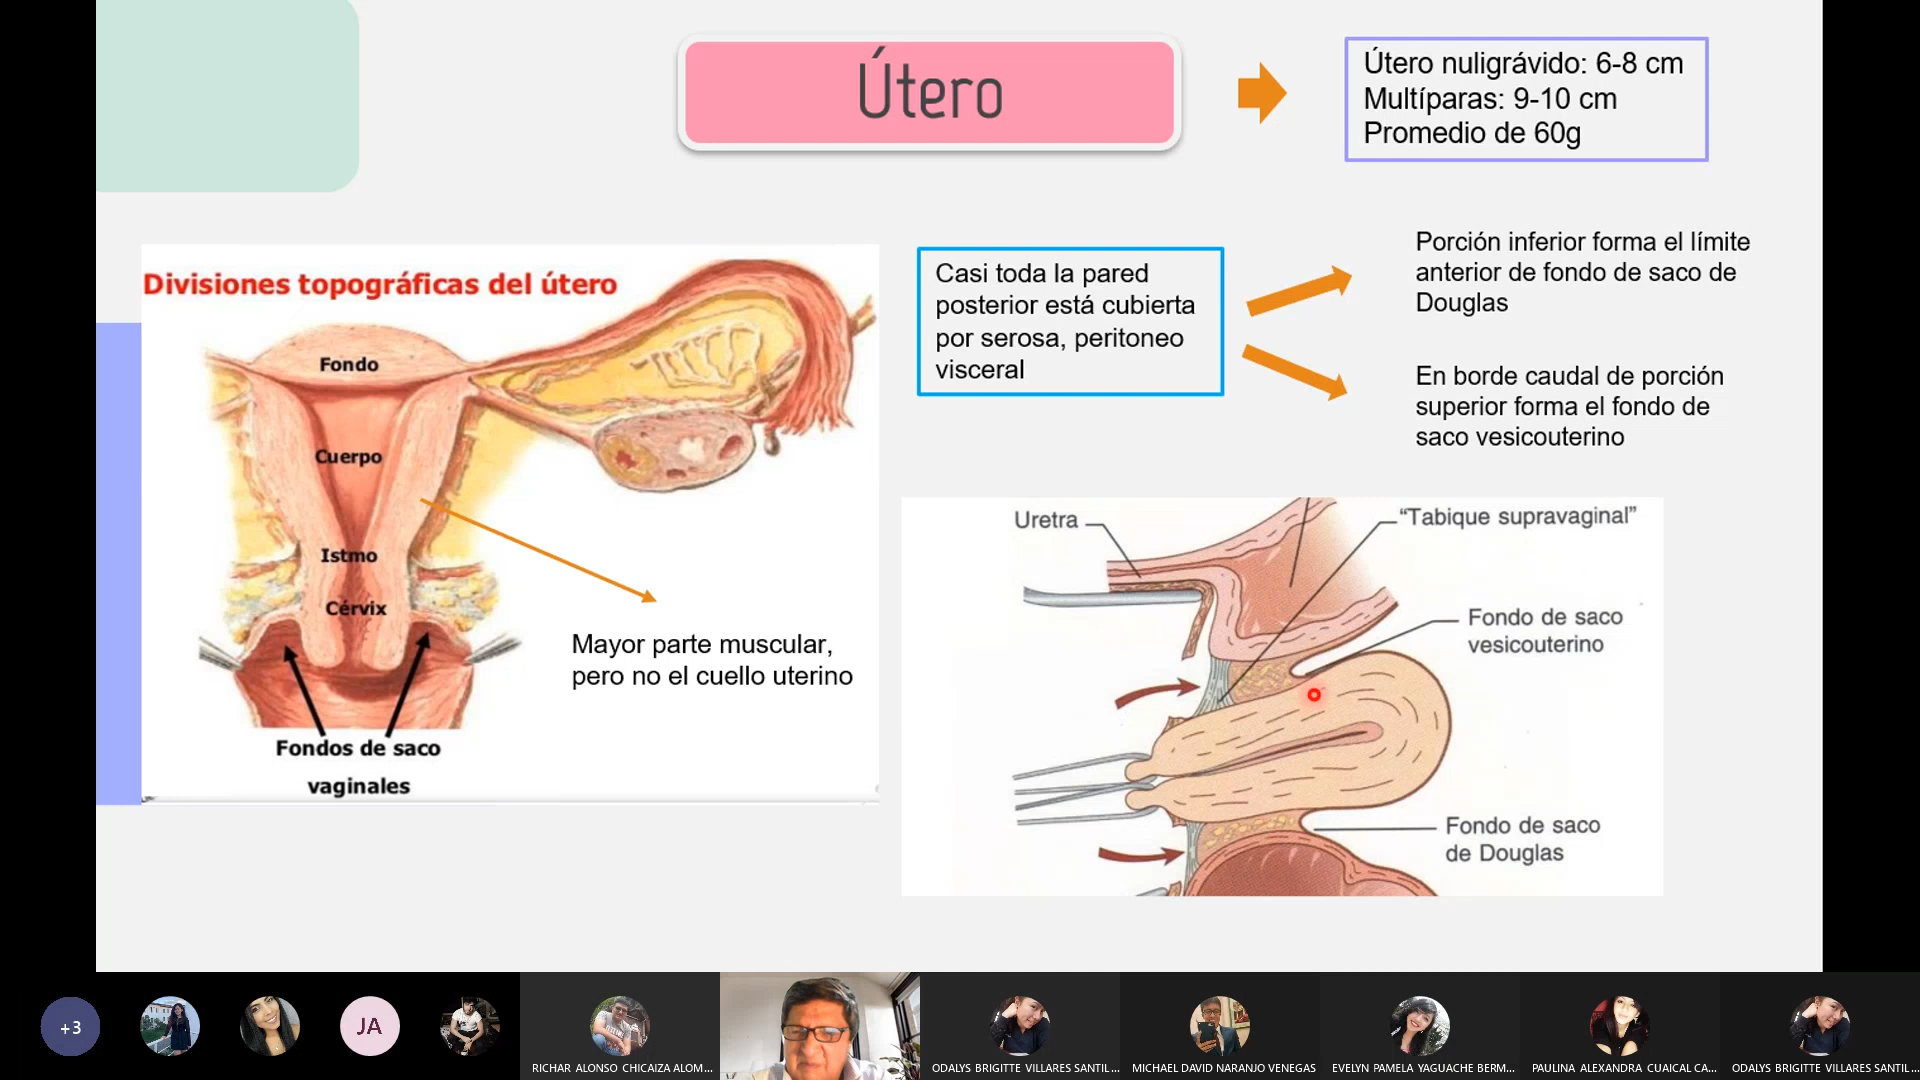 Útero
Útero nuligrávido: 6-8 cm
Multíparas: 9-10 cm
Promedio de 60g
Divisiones topográficas del útero
Fondo
Cuerpo
Istmo
Cérvix
Fondos de saco
vaginales
Mayor parte muscular,
pero no el cuello uterino
Casi toda la pared
posterior está cubierta
por serosa, peritoneo
visceral
Porción inferior forma el límite
anterior de fondo de saco de
Douglas
En borde caudal de porción
superior forma el fondo de
saco vesicouterino
Uretra
“Tabique supravaginal”
Fondo de saco
vesicouterino
Fondo de saco
de Douglas
+3
JA
RICHAR ALONSO CHICAIZA ALOM...
ODALYS BRIGITTE VILLARES SANTIL...
MICHAEL DAVID NARANJO VENEGAS
EVELYN PAMELA YAGUACHE BERM...
PAULINA ALEXANDRA CUAICAL CA...
ODALYS BRIGITTE VILLARES SANTIL...